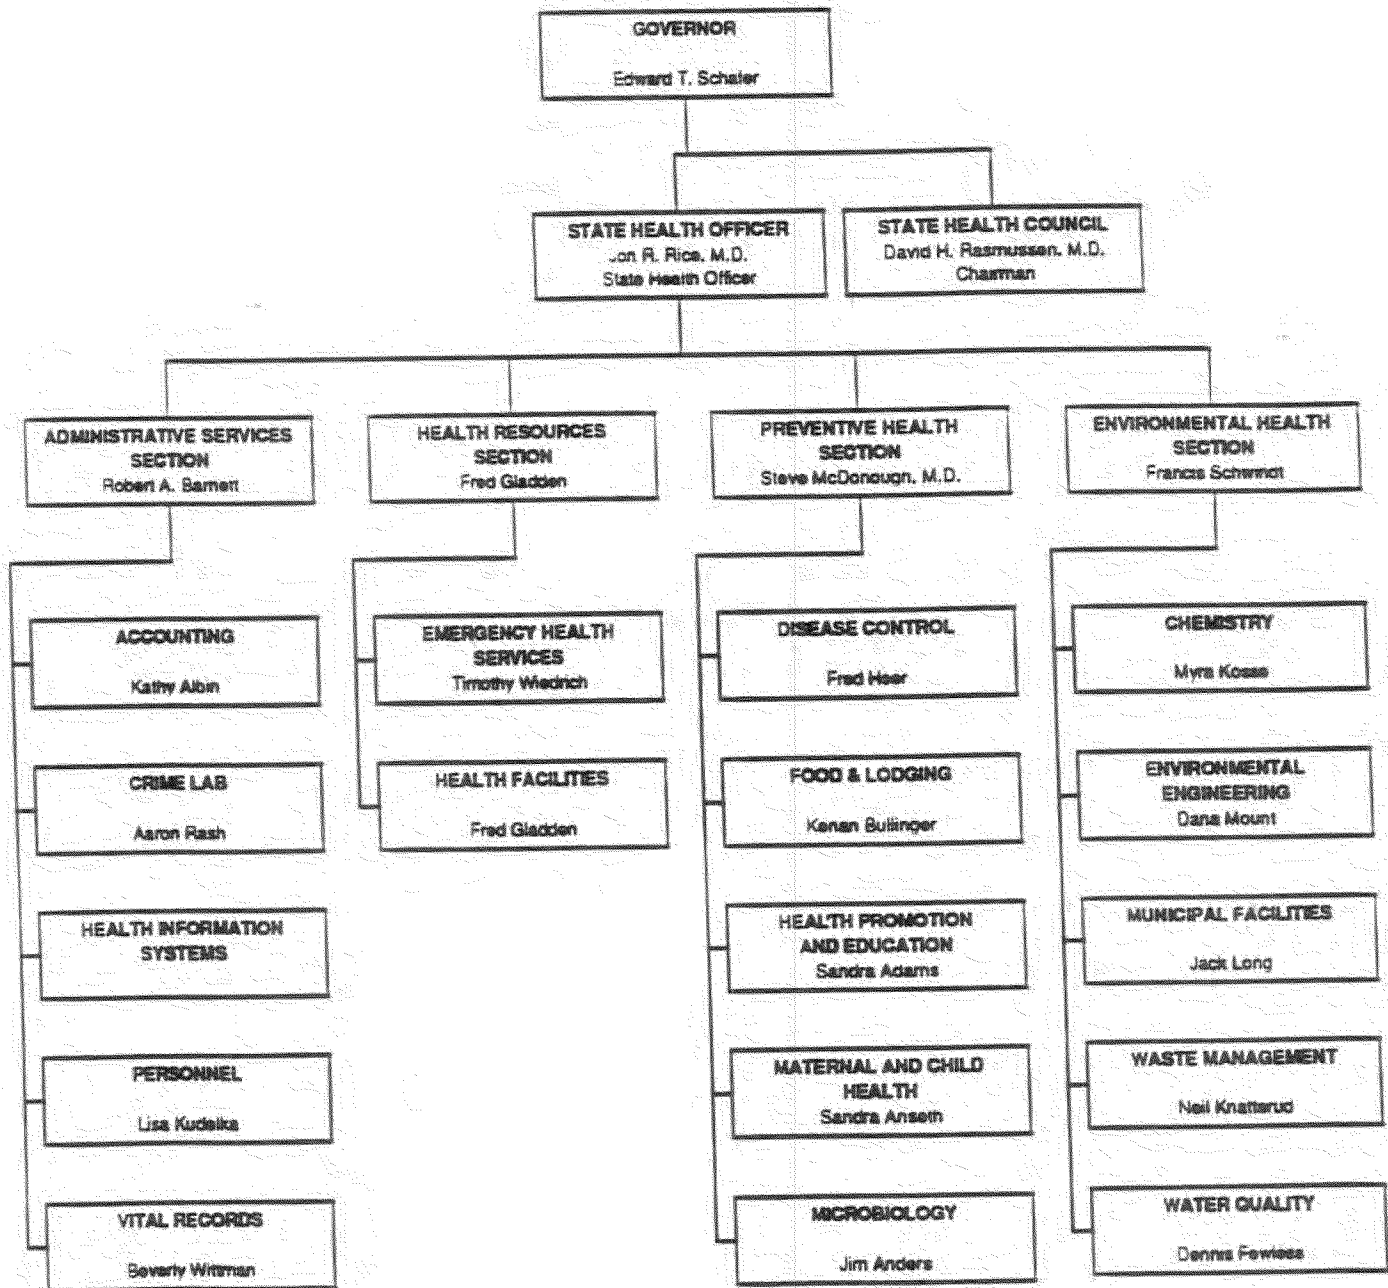 GOVERNOR
Edward T. Schafer
STATE HEALTH OFFICER
Jon R. Rice, M.D.
State Health Officer
STATE HEALTH COUNCIL
David H. Rasmussen, M.D.
Chairman
ADMINISTRATIVE SERVICES
SECTION
Robert A. Barnett
HEALTH RESOURCES
SECTION
Fred Gladden
PREVENTIVE HEALTH
SECTION
Steve McDonough, M.D.
ENVIRONMENTAL HEALTH
SECTION
Francis Schwindt
ACCOUNTING
Kathy Albin
CRIME LAB
Aaron Rash
HEALTH INFORMATION
SYSTEMS
PERSONNEL
Lisa Kudelka
VITAL RECORDS
Beverly Wittman
EMERGENCY HEALTH
SERVICES
Timothy Wiedrich
HEALTH FACILITIES
Fred Gladden
DISEASE CONTROL
Fred Heer
FOOD & LODGING
Kenan Bullinger
HEALTH PROMOTION
AND EDUCATION
Sandra Adams
MATERNAL AND CHILD
HEALTH
Sandra Anseth
MICROBIOLOGY
Jim Anders
CHEMISTRY
Myra Kosse
ENVIRONMENTAL
ENGINEERING
Dana Mount
MUNICIPAL FACILITIES
Jack Long
WASTE MANAGEMENT
Neil Knatterud
WATER QUALITY
Dennis Fewless